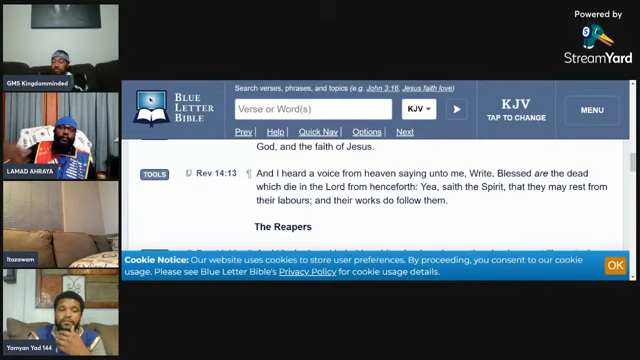 Powered by
StreamYard
GMS Kingdomminded
LAMAD AHRAYA
Itazawam
Yamyan Yad 144
BLUE
LETTER
BIBLE
Search verses, phrases, and topics (e.g. John 3:16, Jesus faith love)
Verse or Word(s)
KJV
KJV
TAP TO CHANGE
MENU
Prev | Help | Quick Nav | Options | Next
God, and the faith of Jesus.
TOOLS Rev 14:13 ¶ And I heard a voice from heaven saying unto me, Write, Blessed are the dead
which die in the Lord from henceforth: Yea, saith the Spirit, that they may rest from
their labours; and their works do follow them.
The Reapers
Cookie Notice: Our website uses cookies to store user preferences. By proceeding, you consent to our cookie
usage. Please see Blue Letter Bible's Privacy Policy for cookie usage details.
OK